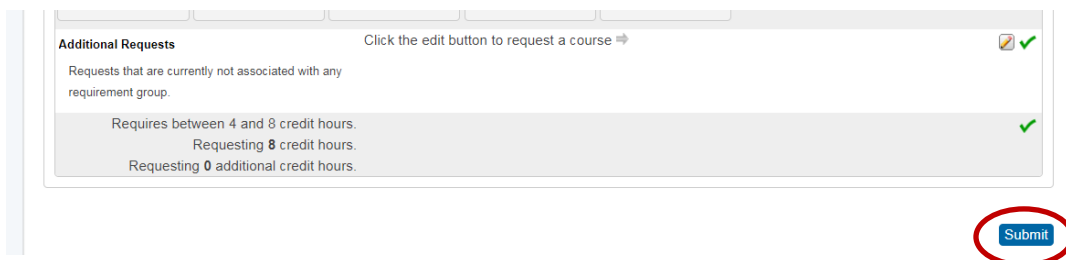 Additional Requests
Click the edit button to request a course ⇒
Requests that are currently not associated with any
requirement group.
Requires between 4 and 8 credit hours.
Requesting 8 credit hours.
Requesting 0 additional credit hours.
Submit